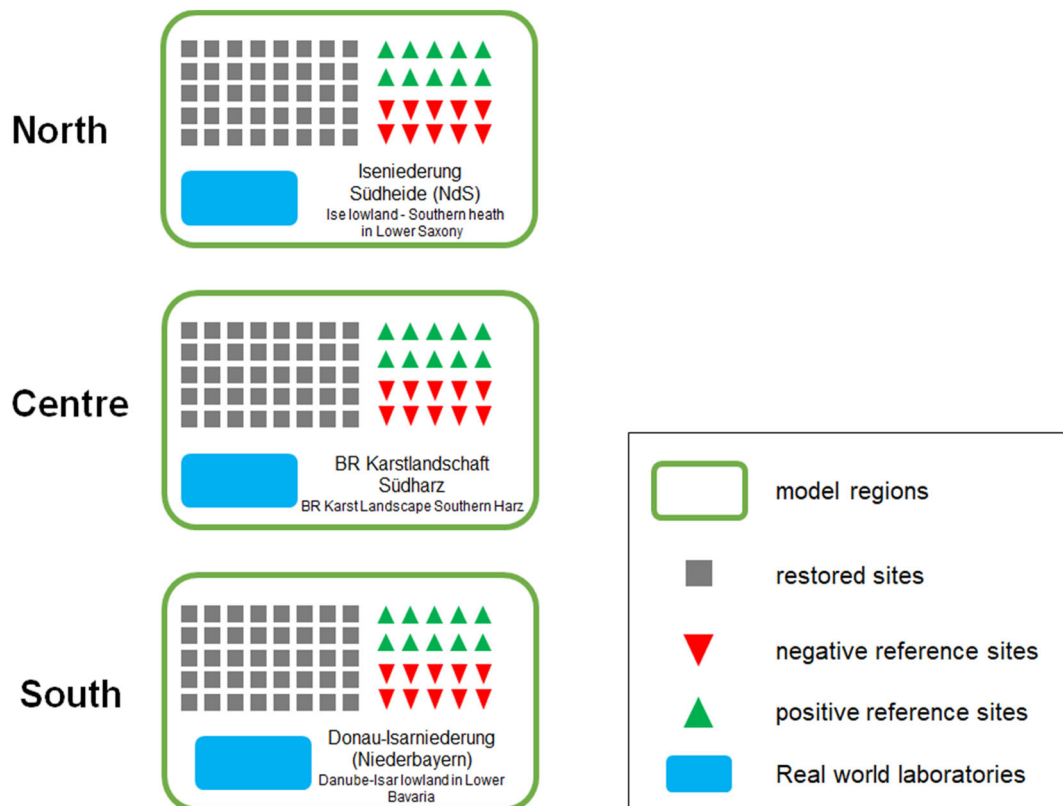 North
Iseniederung
Südheide (NdS)
Ise lowland - Southern heath
in Lower Saxony
Centre
BR Karstlandschaft
Südharz
BR Karst Landscape Southern Harz
South
Donau-Isarniederung
(Niederbayern)
Danube-Isar lowland in Lower
Bavaria
model regions
restored sites
negative reference sites
positive reference sites
Real world laboratories